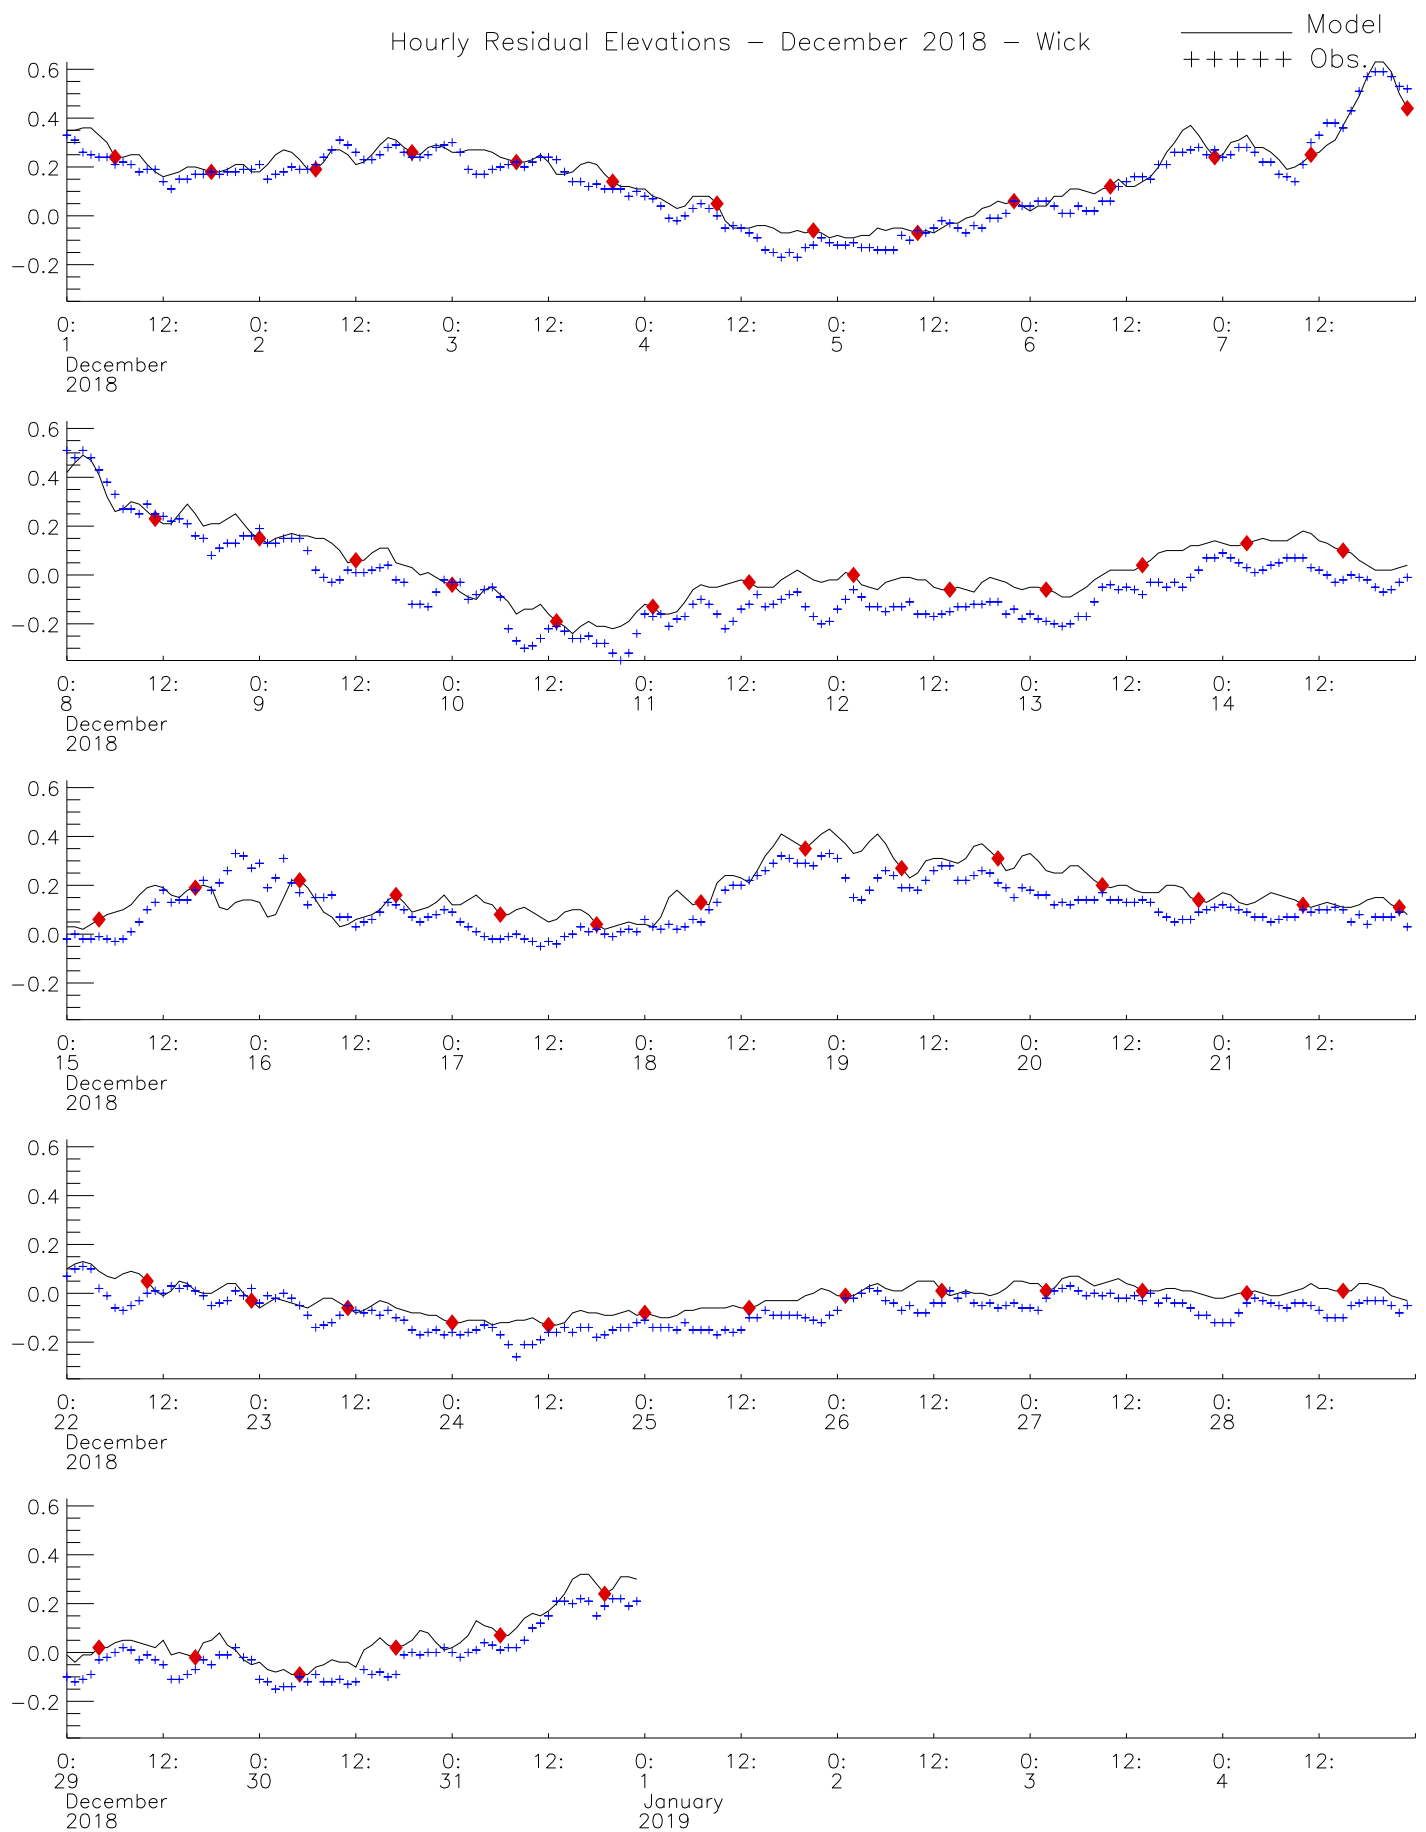 Hourly Residual Elevations − December 2018 − Wick
Model
+++++ Obs.
0.6
0.4
0.2
0.0
−0.2
0: 12: 0: 12: 0: 12: 0: 12: 0: 12: 0: 12: 0: 12:
1 2 3 4 5 6 7
December
2018
0.6
0.4
0.2
0.0
−0.2
0: 12: 0: 12: 0: 12: 0: 12: 0: 12: 0: 12: 0: 12:
8 9 10 11 12 13 14
December
2018
0.6
0.4
0.2
0.0
−0.2
0: 12: 0: 12: 0: 12: 0: 12: 0: 12: 0: 12: 0: 12:
15 16 17 18 19 20 21
December
2018
0.6
0.4
0.2
0.0
−0.2
0: 12: 0: 12: 0: 12: 0: 12: 0: 12: 0: 12: 0: 12:
22 23 24 25 26 27 28
December
2018
0.6
0.4
0.2
0.0
−0.2
0: 12: 0: 12: 0: 12: 0: 12: 0: 12: 0: 12: 0: 12:
29 30 31 1 2 3 4
December January
2018 2019